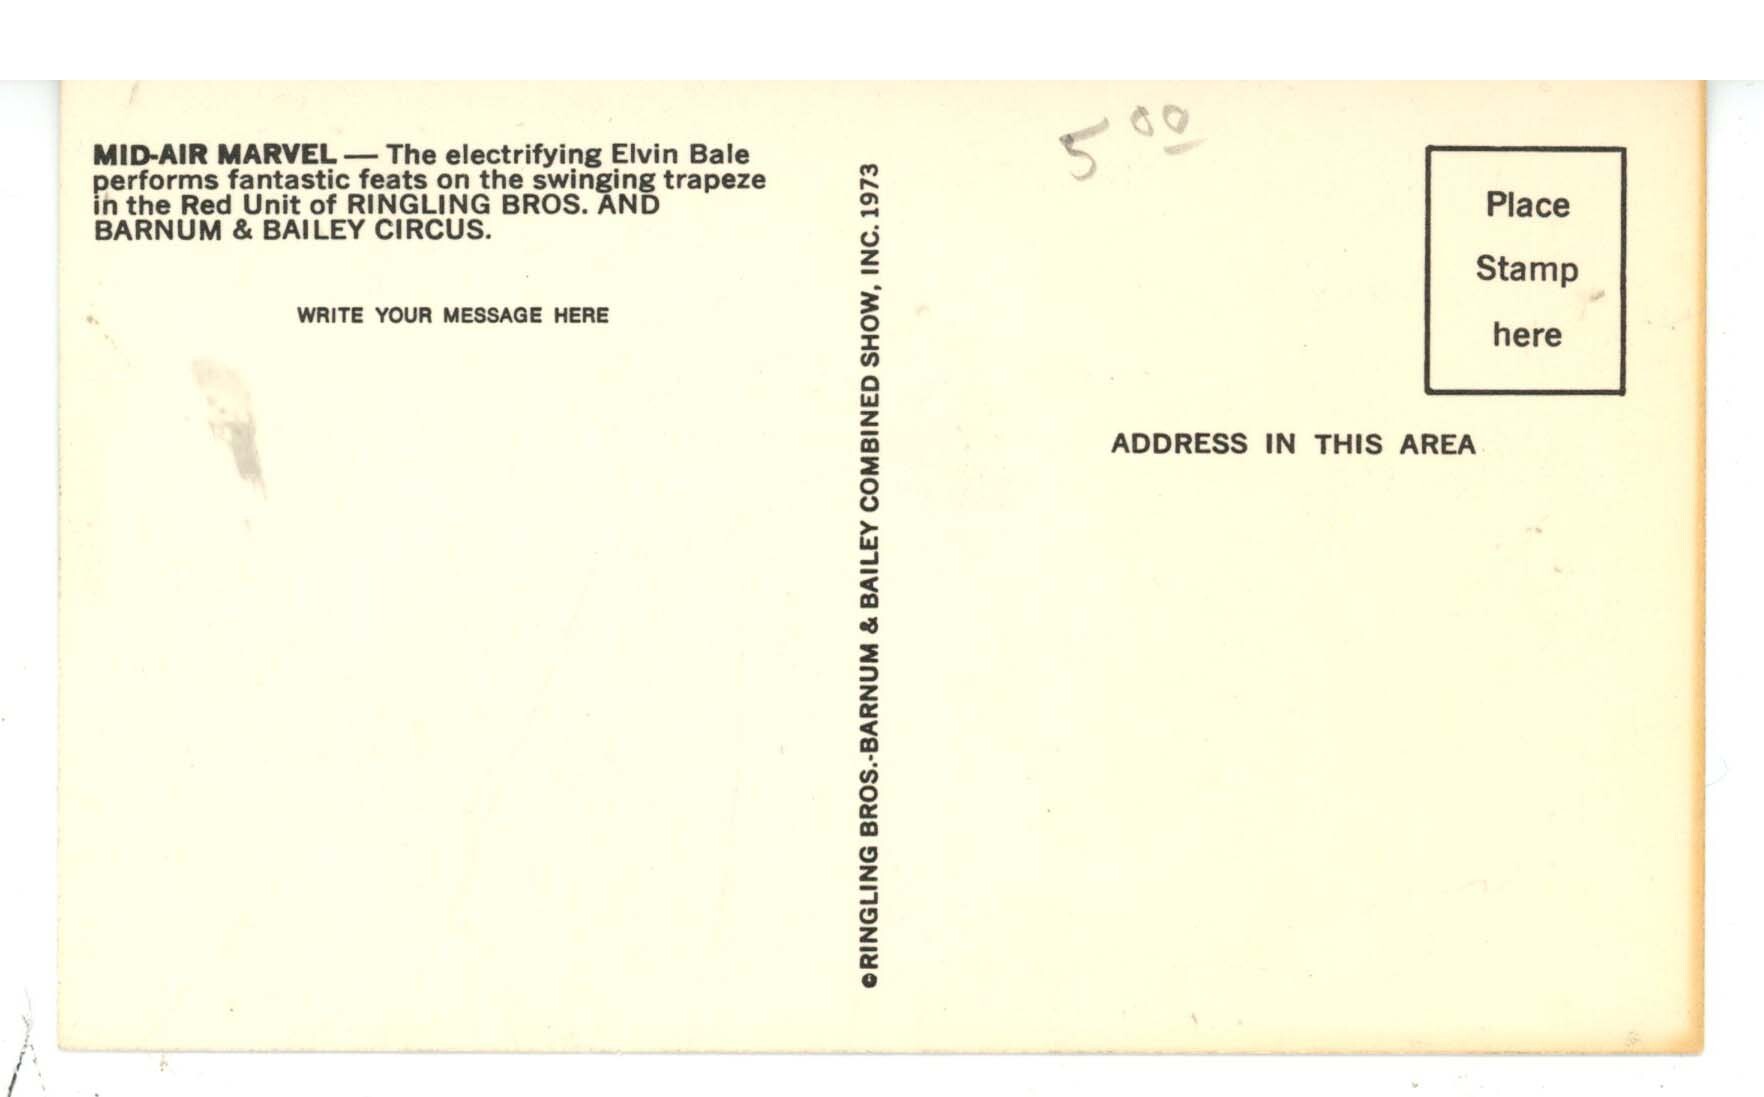 MID-AIR MARVEL — The electrifying Elvin Bale
performs fantastic feats on the swinging trapeze
in the Red Unit of RINGLING BROS. AND
BARNUM & BAILEY CIRCUS.
WRITE YOUR MESSAGE HERE
©RINGLING BROS.-BARNUM & BAILEY COMBINED SHOW, INC. 1973
5 00
Place
Stamp
here
ADDRESS IN THIS AREA